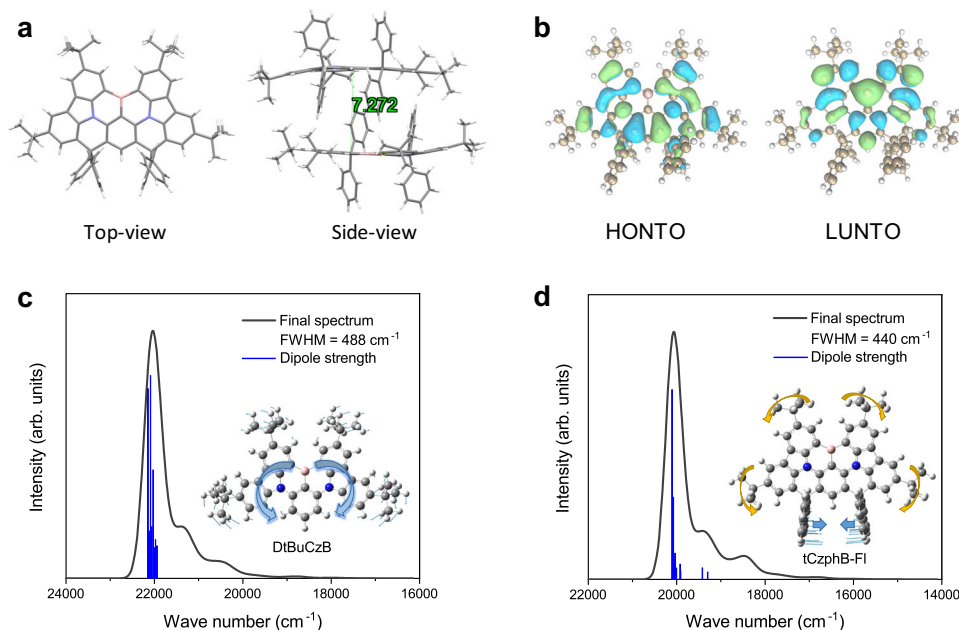 a
7.272
Top-view
Side-view
b
HONTO
LUNTO
c
Intensity (arb. units)
Final spectrum
FWHM = 488 cm⁻¹
Dipole strength
DtBuCzB
24000 22000 20000 18000 16000
Wave number (cm⁻¹)
d
Intensity (arb. units)
Final spectrum
FWHM = 440 cm⁻¹
Dipole strength
tCzphB-Fl
22000 20000 18000 16000 14000
Wave number (cm⁻¹)